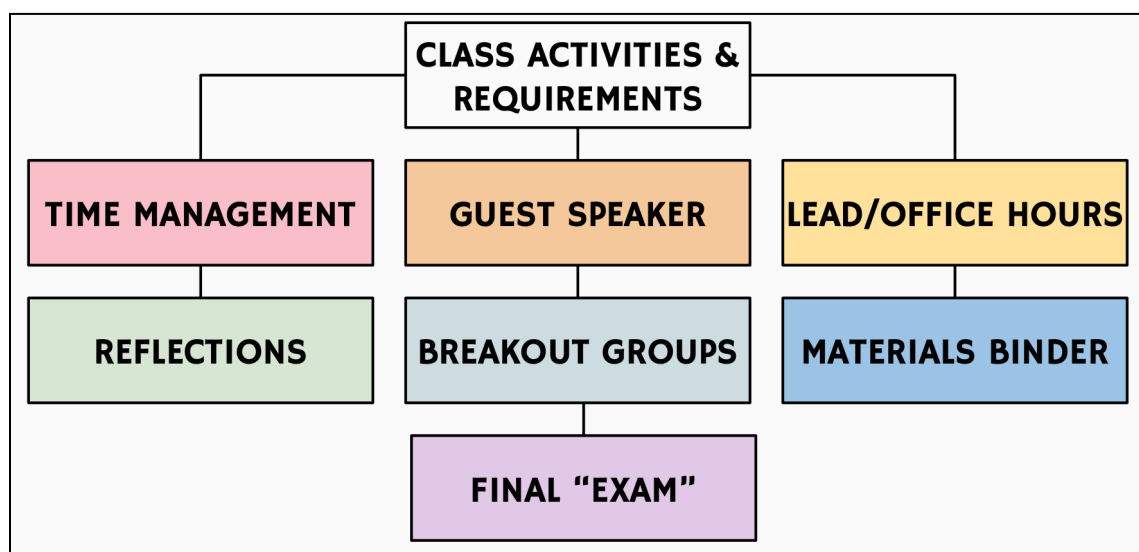 CLASS ACTIVITIES &
REQUIREMENTS
TIME MANAGEMENT
GUEST SPEAKER
LEAD/OFFICE HOURS
REFLECTIONS
BREAKOUT GROUPS
MATERIALS BINDER
FINAL “EXAM”